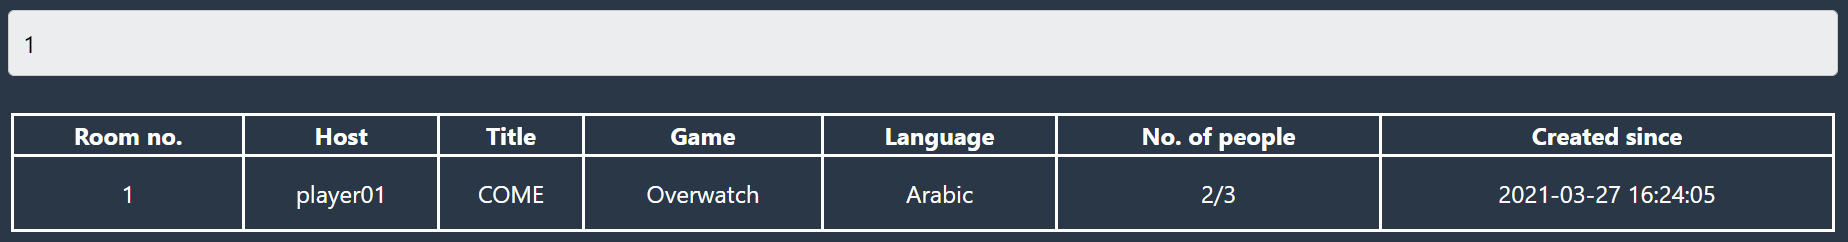 1
Room no. Host Title Game Language No. of people Created since
1 player01 COME Overwatch Arabic 2/3 2021-03-27 16:24:05